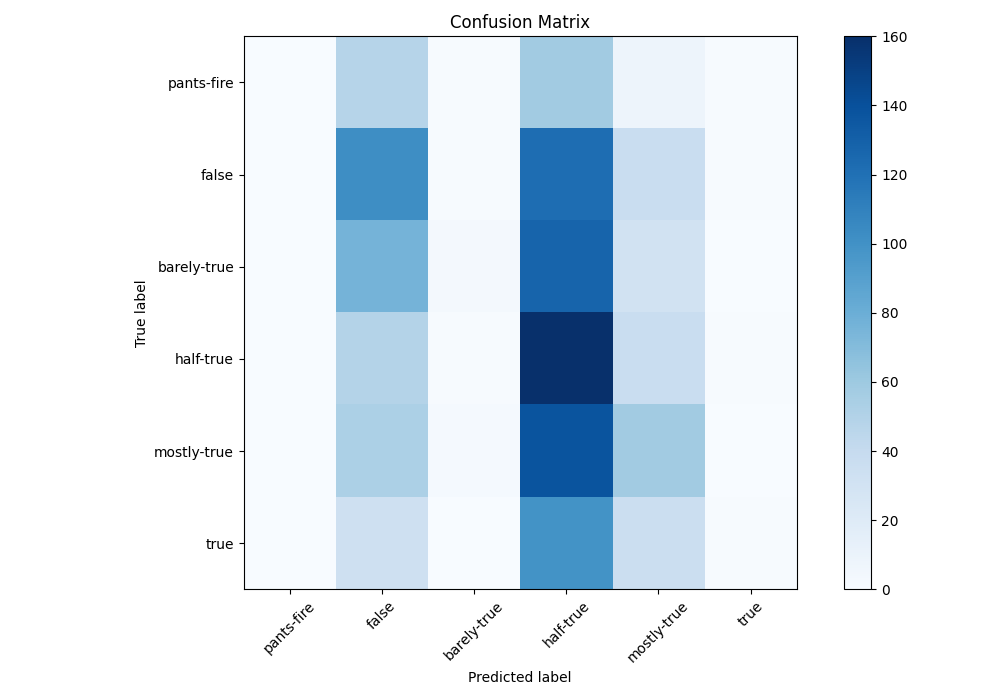 Confusion Matrix
True label
pants-fire
false
barely-true
half-true
mostly-true
true
pants-fire
false
barely-true
half-true
mostly-true
true
Predicted label
160
140
120
100
80
60
40
20
0